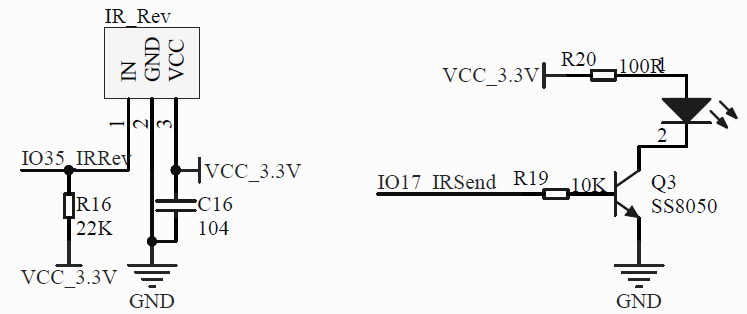 IR_Rev
IN
GND
VCC
1
2
3
IO35_IRRev
VCC_3.3V
R16
22K
C16
104
VCC_3.3V
GND
VCC_3.3V
R20
100R
1
2
IO17_IRSend
R19
10K
Q3
SS8050
GND